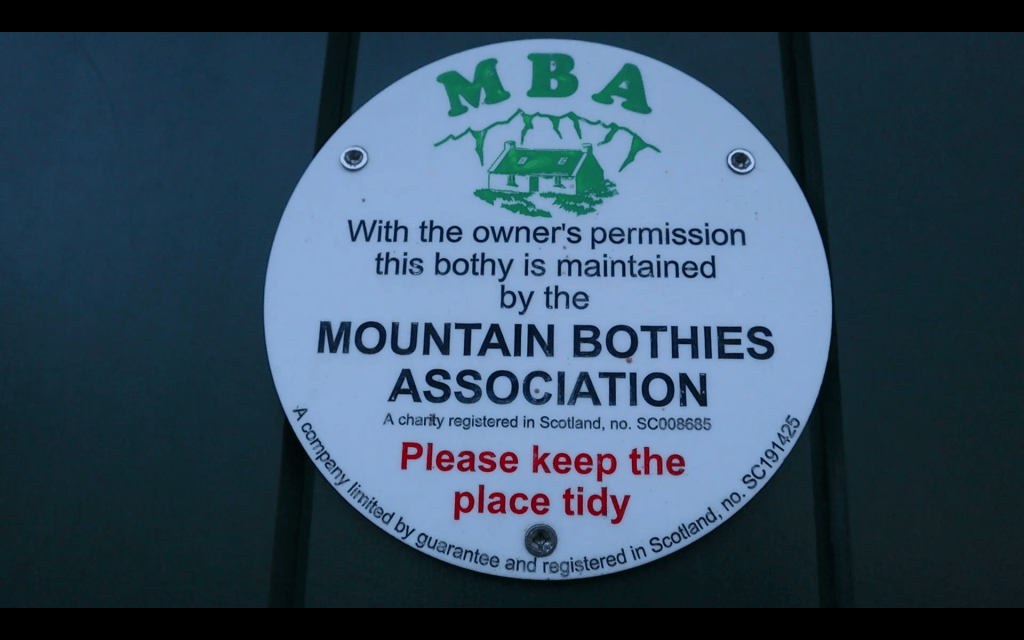 MBA
With the owner's permission
this bothy is maintained
by the
MOUNTAIN BOTHIES
ASSOCIATION
A charity registered in Scotland, no. SC008685
Please keep the
place tidy
A company limited by guarantee and registered in Scotland, no. SC191425